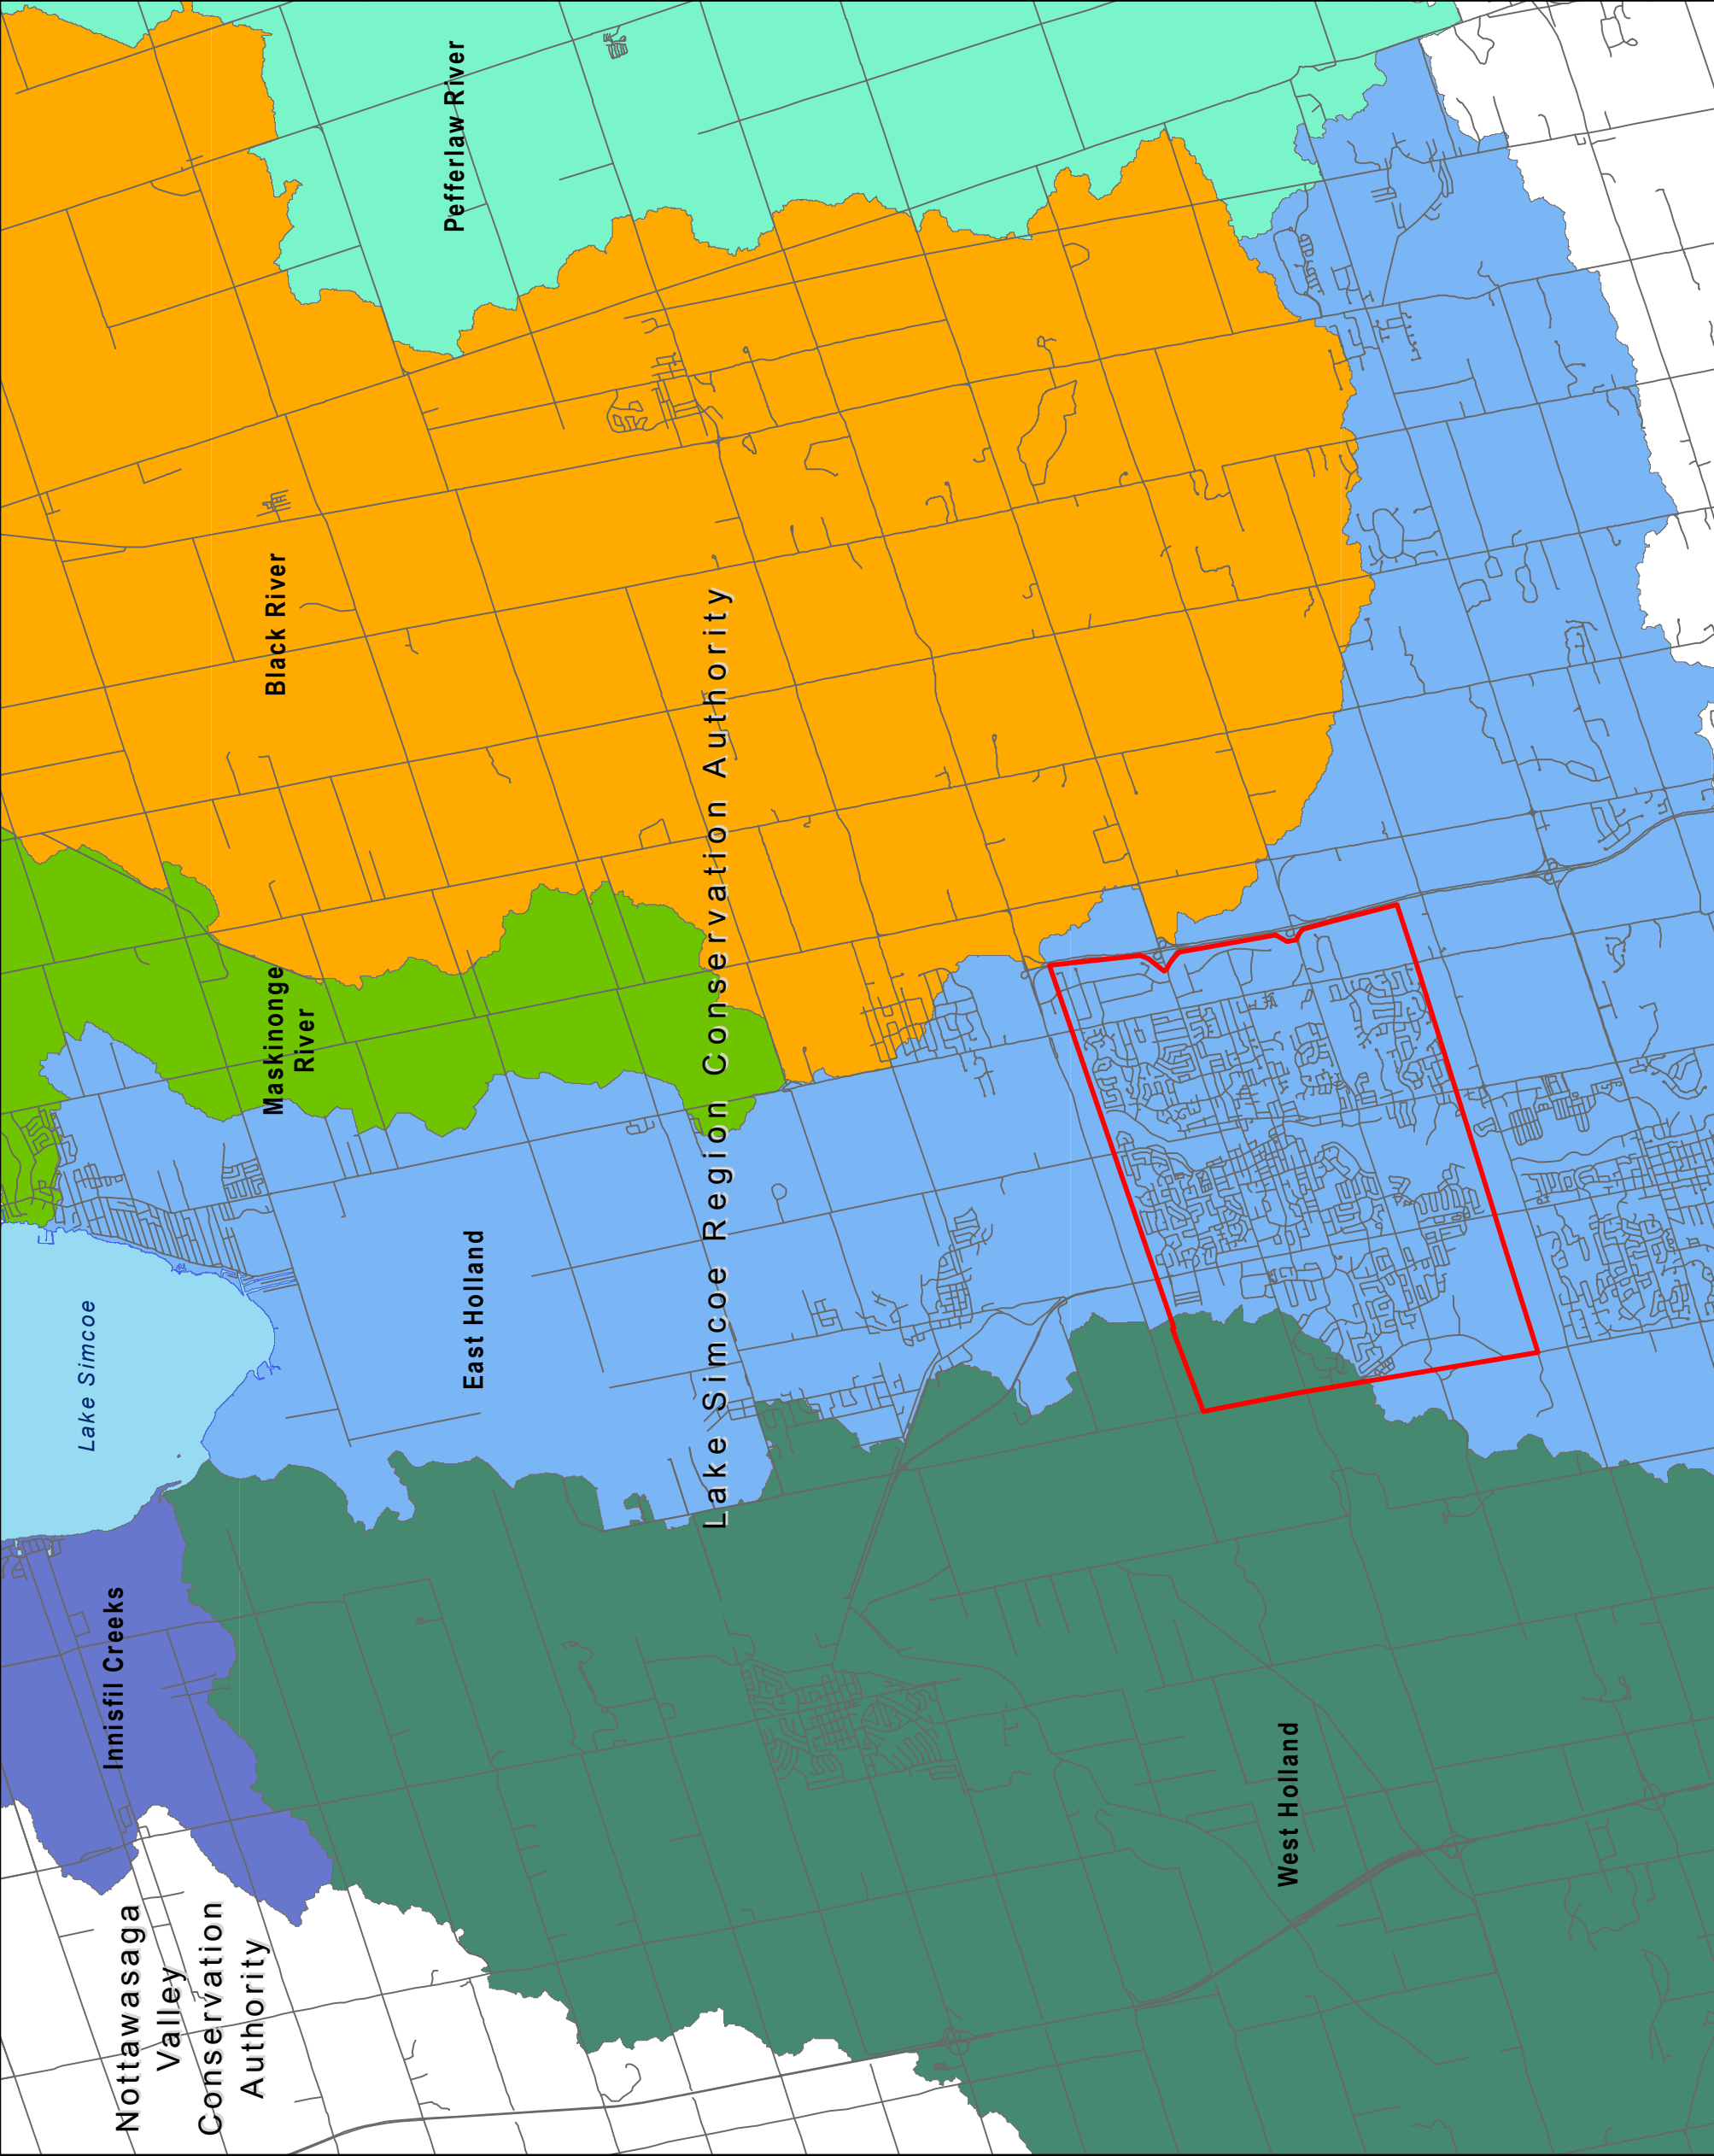 Lake Simcoe
Innisfil Creeks
Nottawasaga
Valley
Conservation
Authority
Maskinonge
River
Black River
Pefferlaw River
East Holland
Lake Simcoe Region Conservation Authority
West Holland